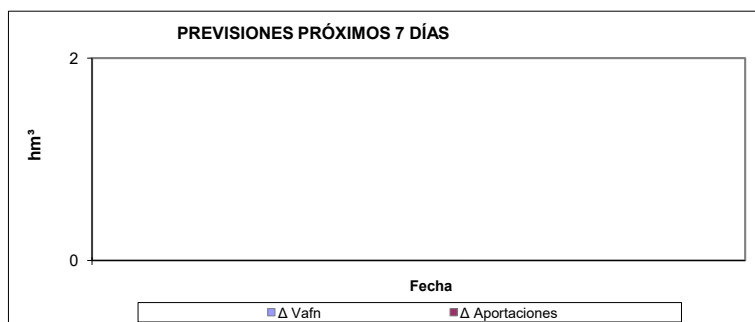 PREVISIONES PRÓXIMOS 7 DÍAS
2
hm³
0
Fecha
Δ Vafn Δ Aportaciones